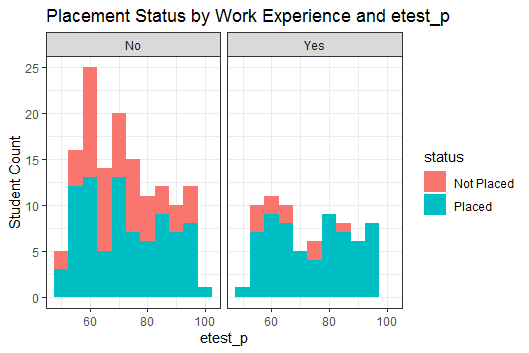 Placement Status by Work Experience and etest_p
No
Yes
25
20
15
10
5
0
Student Count
60
80
100
60
80
100
etest_p
status
Not Placed
Placed